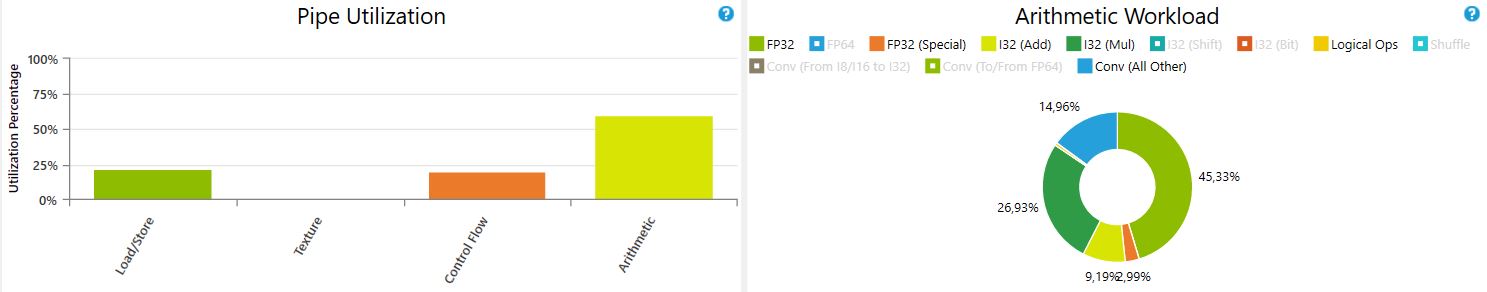 Pipe Utilization
?
Utilization Percentage
100%
75%
50%
25%
0%
Load/Store
Texture
Control Flow
Arithmetic
Arithmetic Workload
?
FP32 FP64 FP32 (Special) I32 (Add) I32 (Mul) I32 (Shift) I32 (Bit) Logical Ops Shuffle
Conv (From I8/I16 to I32) Conv (To/From FP64) Conv (All Other)
14,96%
45,33%
26,93%
9,19% 2,99%